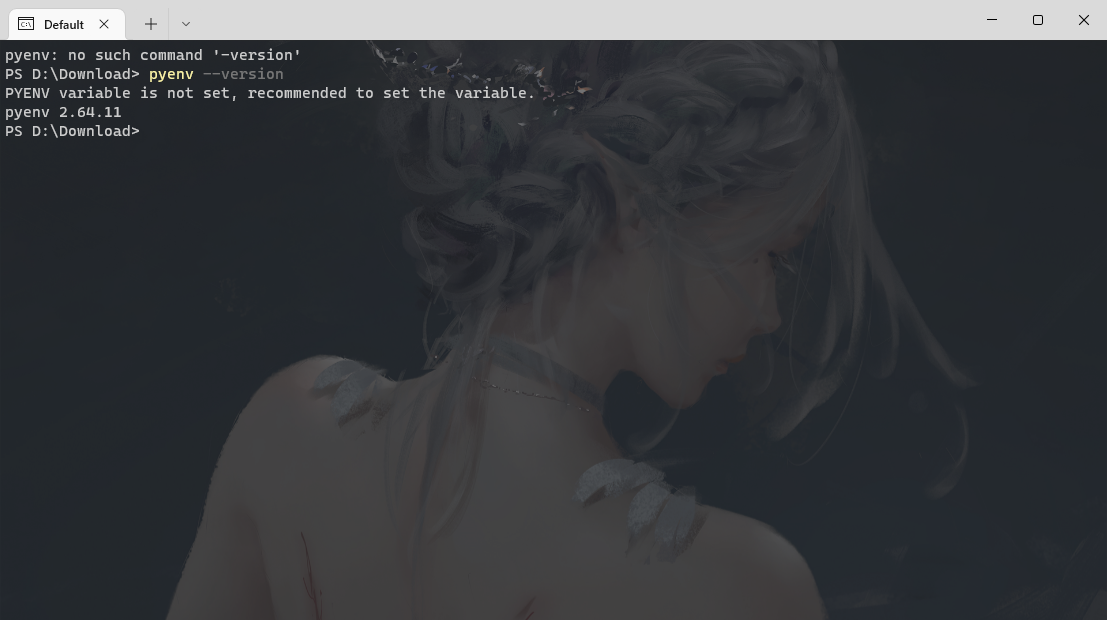 Default
pyenv: no such command '-version'
PS D:\Download> pyenv --version
PYENV variable is not set, recommended to set the variable.
pyenv 2.64.11
PS D:\Download>